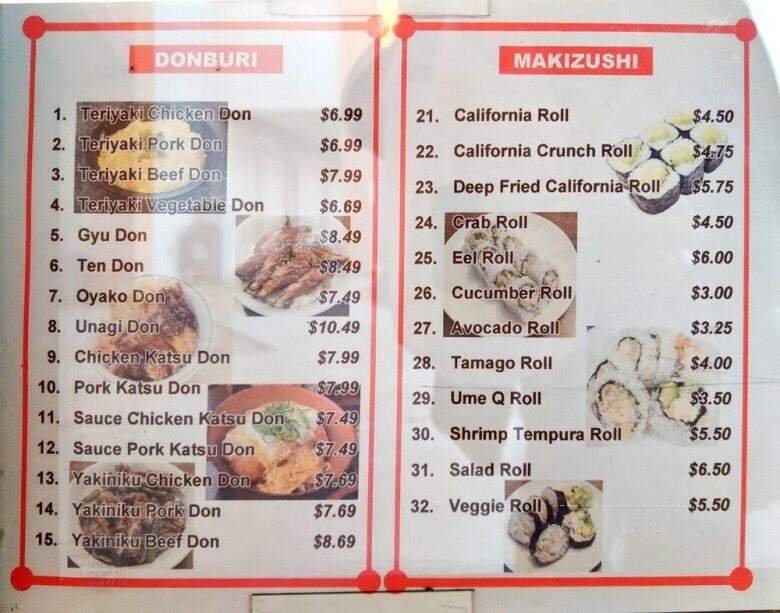 DONBURI
1. Teriyaki Chicken Don $6.99
2. Teriyaki Pork Don $6.99
3. Teriyaki Beef Don $7.99
4. Teriyaki Vegetable Don $6.69
5. Gyu Don $8.49
6. Ten Don $8.49
7. Oyako Don $7.49
8. Unagi Don $10.49
9. Chicken Katsu Don $7.99
10. Pork Katsu Don $7.99
11. Sauce Chicken Katsu Don $7.49
12. Sauce Pork Katsu Don $7.49
13. Yakiniku Chicken Don $7.69
14. Yakiniku Pork Don $7.69
15. Yakiniku Beef Don $8.69
MAKIZUSHI
21. California Roll $4.50
22. California Crunch Roll $4.75
23. Deep Fried California Roll $5.75
24. Crab Roll $4.50
25. Eel Roll $6.00
26. Cucumber Roll $3.00
27. Avocado Roll $3.25
28. Tamago Roll $4.00
29. Ume Q Roll $3.50
30. Shrimp Tempura Roll $5.50
31. Salad Roll $6.50
32. Veggie Roll $5.50